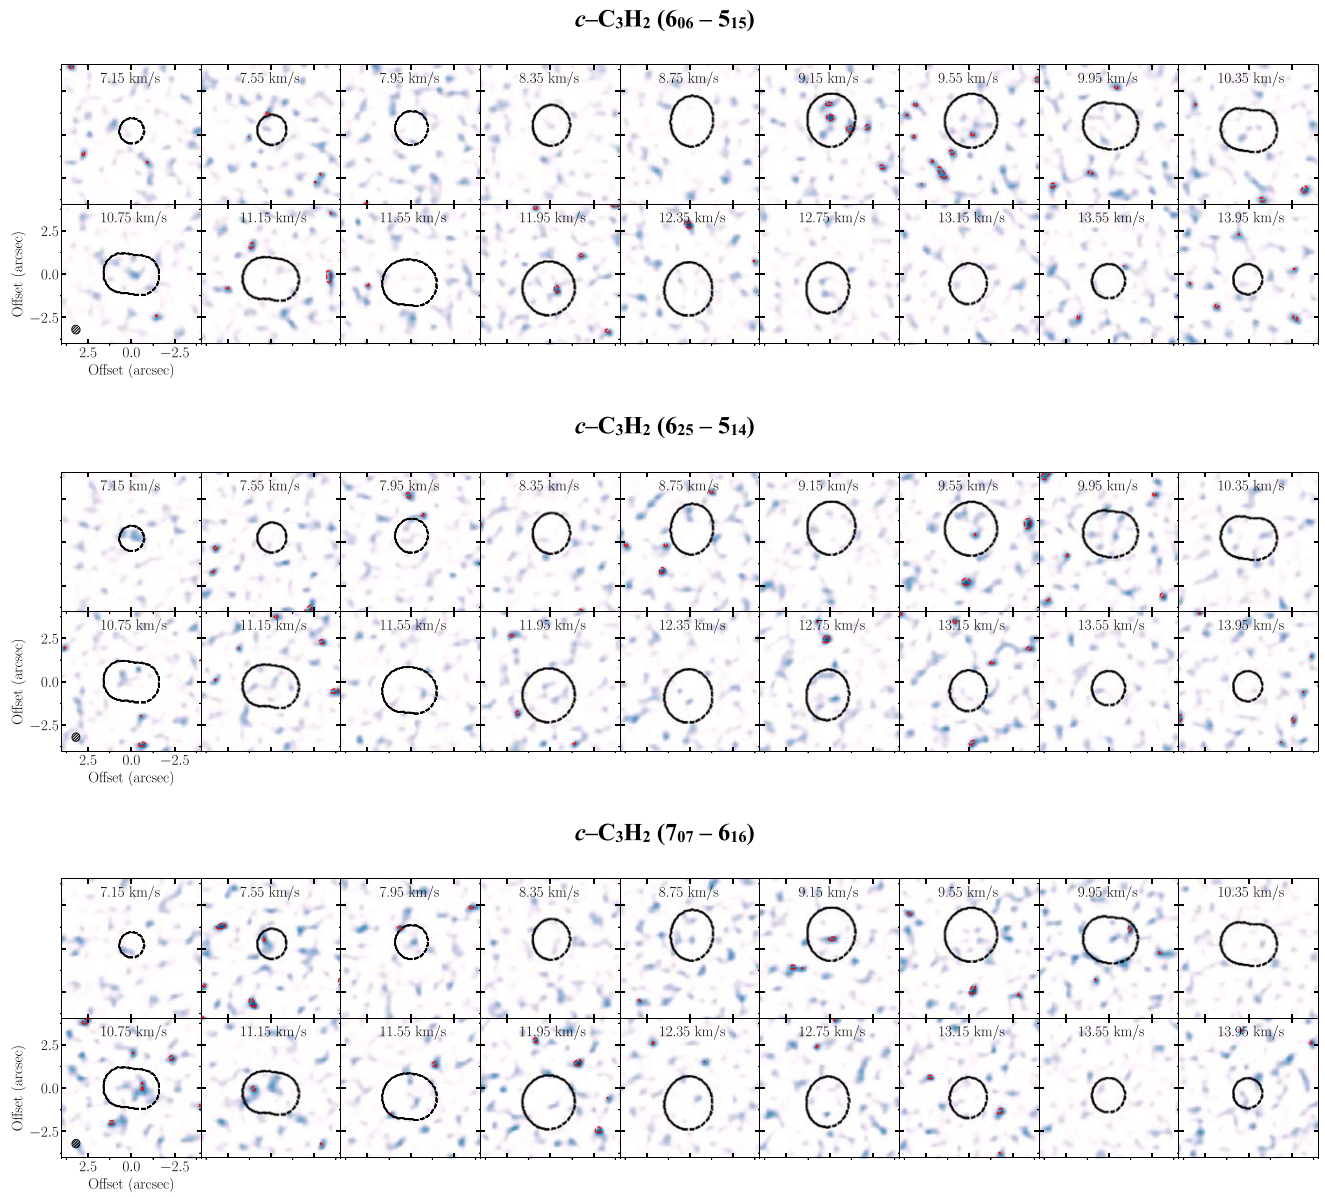 c–C₃H₂ (6₀₆ – 5₁₅)
7.15 km/s 7.55 km/s 7.95 km/s 8.35 km/s 8.75 km/s 9.15 km/s 9.55 km/s 9.95 km/s 10.35 km/s
10.75 km/s 11.15 km/s 11.55 km/s 11.95 km/s 12.35 km/s 12.75 km/s 13.15 km/s 13.55 km/s 13.95 km/s
2.5
0.0
−2.5
Offset (arcsec)
2.5 0.0 −2.5
Offset (arcsec)
c–C₃H₂ (6₂₅ – 5₁₄)
7.15 km/s 7.55 km/s 7.95 km/s 8.35 km/s 8.75 km/s 9.15 km/s 9.55 km/s 9.95 km/s 10.35 km/s
10.75 km/s 11.15 km/s 11.55 km/s 11.95 km/s 12.35 km/s 12.75 km/s 13.15 km/s 13.55 km/s 13.95 km/s
2.5
0.0
−2.5
Offset (arcsec)
2.5 0.0 −2.5
Offset (arcsec)
c–C₃H₂ (7₀₇ – 6₁₆)
7.15 km/s 7.55 km/s 7.95 km/s 8.35 km/s 8.75 km/s 9.15 km/s 9.55 km/s 9.95 km/s 10.35 km/s
10.75 km/s 11.15 km/s 11.55 km/s 11.95 km/s 12.35 km/s 12.75 km/s 13.15 km/s 13.55 km/s 13.95 km/s
2.5
0.0
−2.5
Offset (arcsec)
2.5 0.0 −2.5
Offset (arcsec)